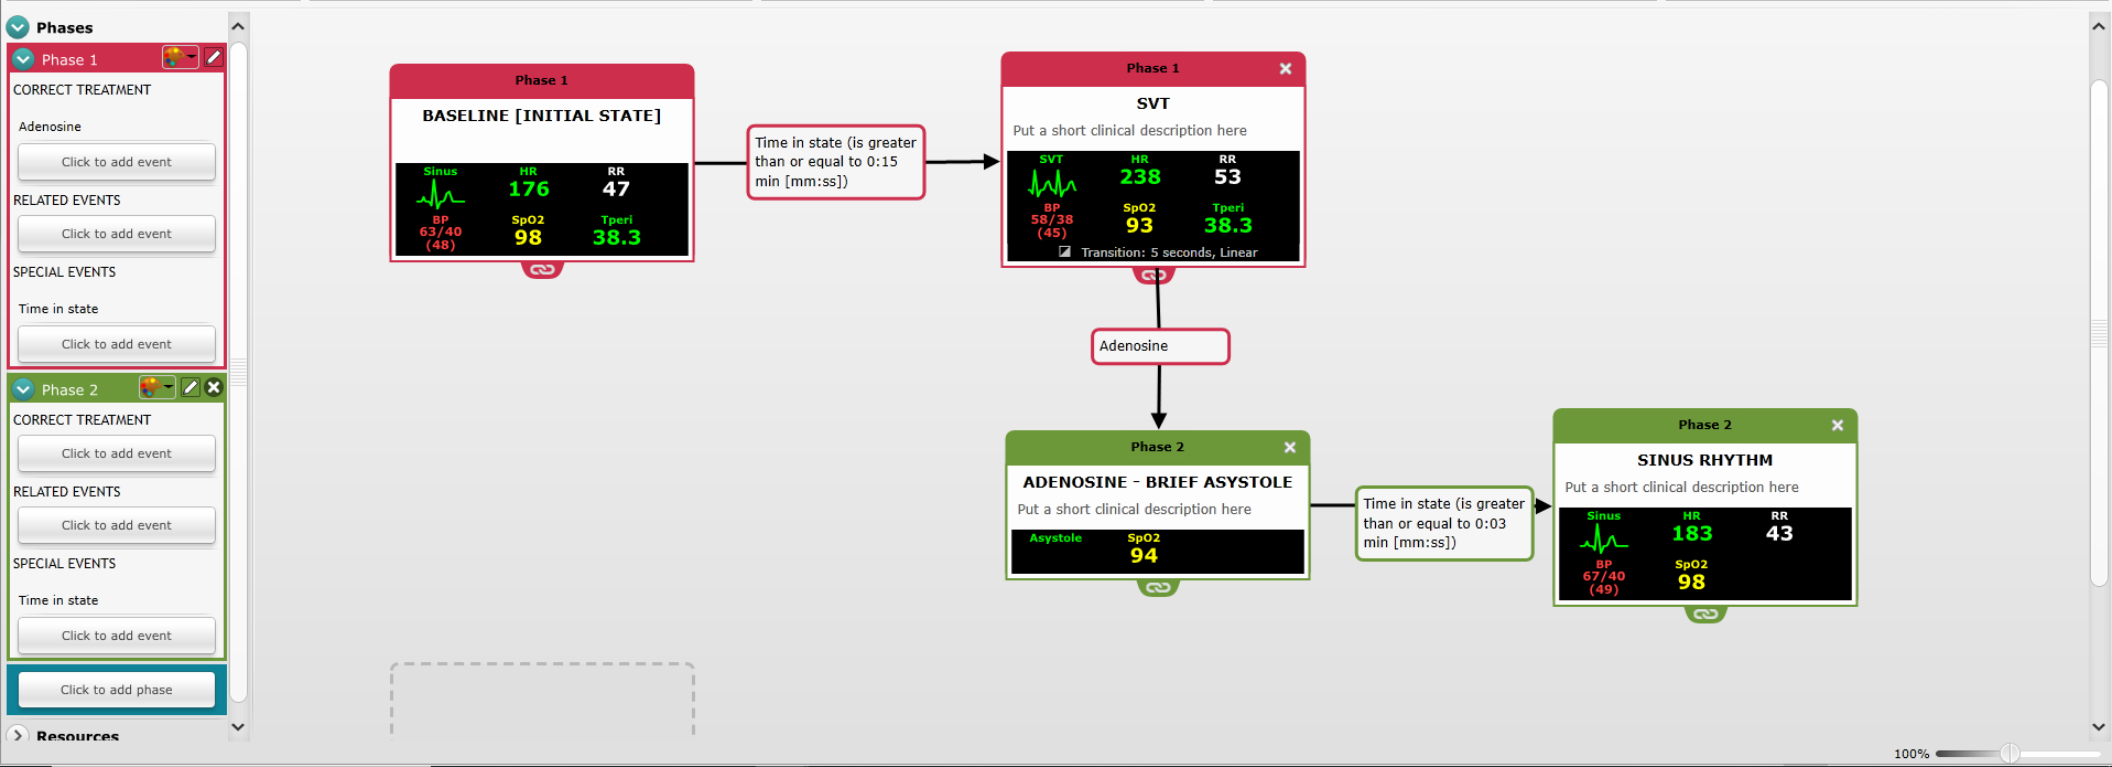 Phases
Phase 1
CORRECT TREATMENT
Adenosine
Click to add event
RELATED EVENTS
Click to add event
SPECIAL EVENTS
Time in state
Click to add event
Phase 2
CORRECT TREATMENT
Click to add event
RELATED EVENTS
Click to add event
SPECIAL EVENTS
Time in state
Click to add event
Click to add phase
Resources
Phase 1
BASELINE [INITIAL STATE]
Sinus HR RR
176 47
BP SpO2 Tperi
63/40
(48) 98 38.3
Time in state (is greater
than or equal to 0:15
min [mm:ss])
Phase 1
SVT
Put a short clinical description here
SVT HR RR
238 53
BP SpO2 Tperi
58/38
(45) 93 38.3
Transition: 5 seconds, Linear
Adenosine
Phase 2
ADENOSINE - BRIEF ASYSTOLE
Put a short clinical description here
Asystole SpO2
94
Time in state (is greater
than or equal to 0:03
min [mm:ss])
Phase 2
SINUS RHYTHM
Put a short clinical description here
Sinus HR RR
183 43
BP SpO2
67/40
(49) 98
100%